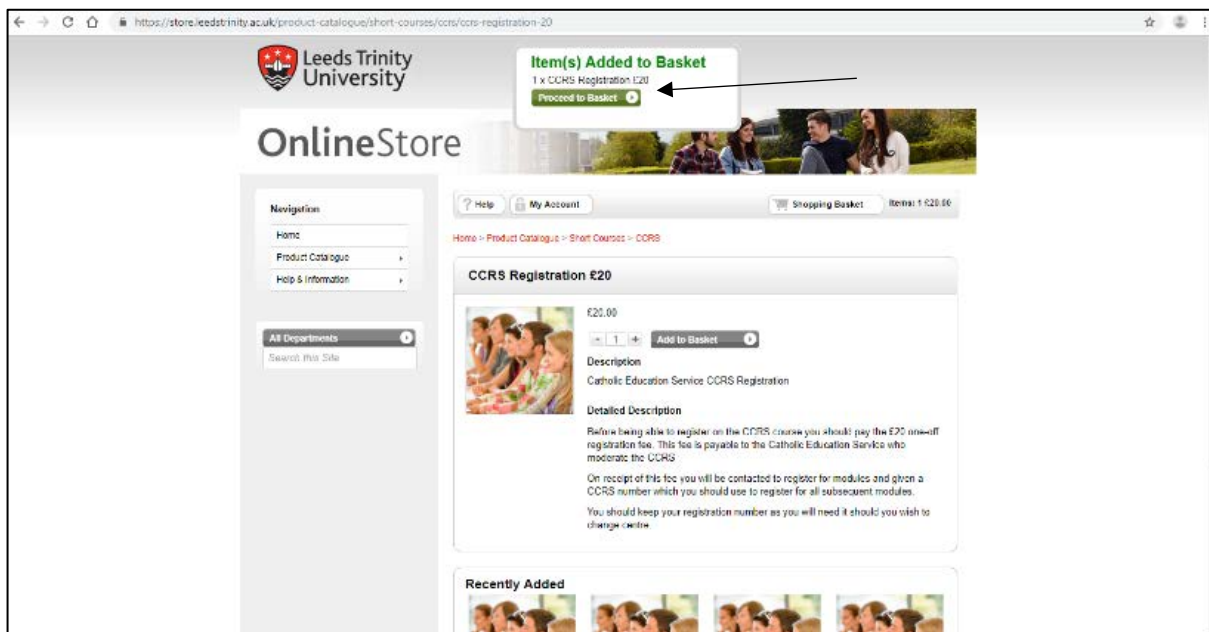 https://store.leedstrinity.ac.uk/product-catalogue/short-courses/ccrs/ccrs-registration-20
Leeds Trinity
University
Item(s) Added to Basket
1 x CCRS Registration £20
Proceed to Basket
OnlineStore
Navigation
Home
Product Catalogue
Help & Information
All Departments
Search this Site
? Help
My Account
Shopping Basket
Items: 1 £20.00
Home > Product Catalogue > Short Courses > CCRS
CCRS Registration £20
£20.00
- 1 +
Add to Basket
Description
Catholic Education Service CCRS Registration
Detailed Description
Before being able to register on the CCRS course you should pay the £20 one-off
registration fee. This fee is payable to the Catholic Education Service who
moderate the CCRS
On receipt of this fee you will be contacted to register for modules and given a
CCRS number which you should use to register for all subsequent modules.
You should keep your registration number as you will need it should you wish to
change centre
Recently Added